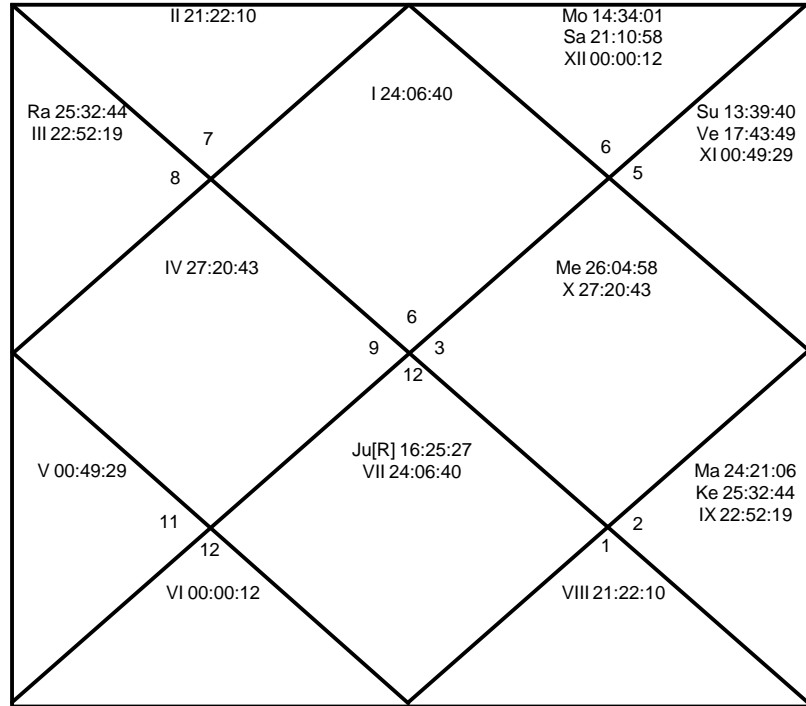 II 21:22:10
Mo 14:34:01
Sa 21:10:58
XII 00:00:12
I 24:06:40
Ra 25:32:44
III 22:52:19
Su 13:39:40
Ve 17:43:49
XI 00:49:29
7
6
8
5
IV 27:20:43
Me 26:04:58
X 27:20:43
6
9
3
12
Ju[R] 16:25:27
VII 24:06:40
V 00:49:29
Ma 24:21:06
Ke 25:32:44
IX 22:52:19
11
2
12
1
VI 00:00:12
VIII 21:22:10